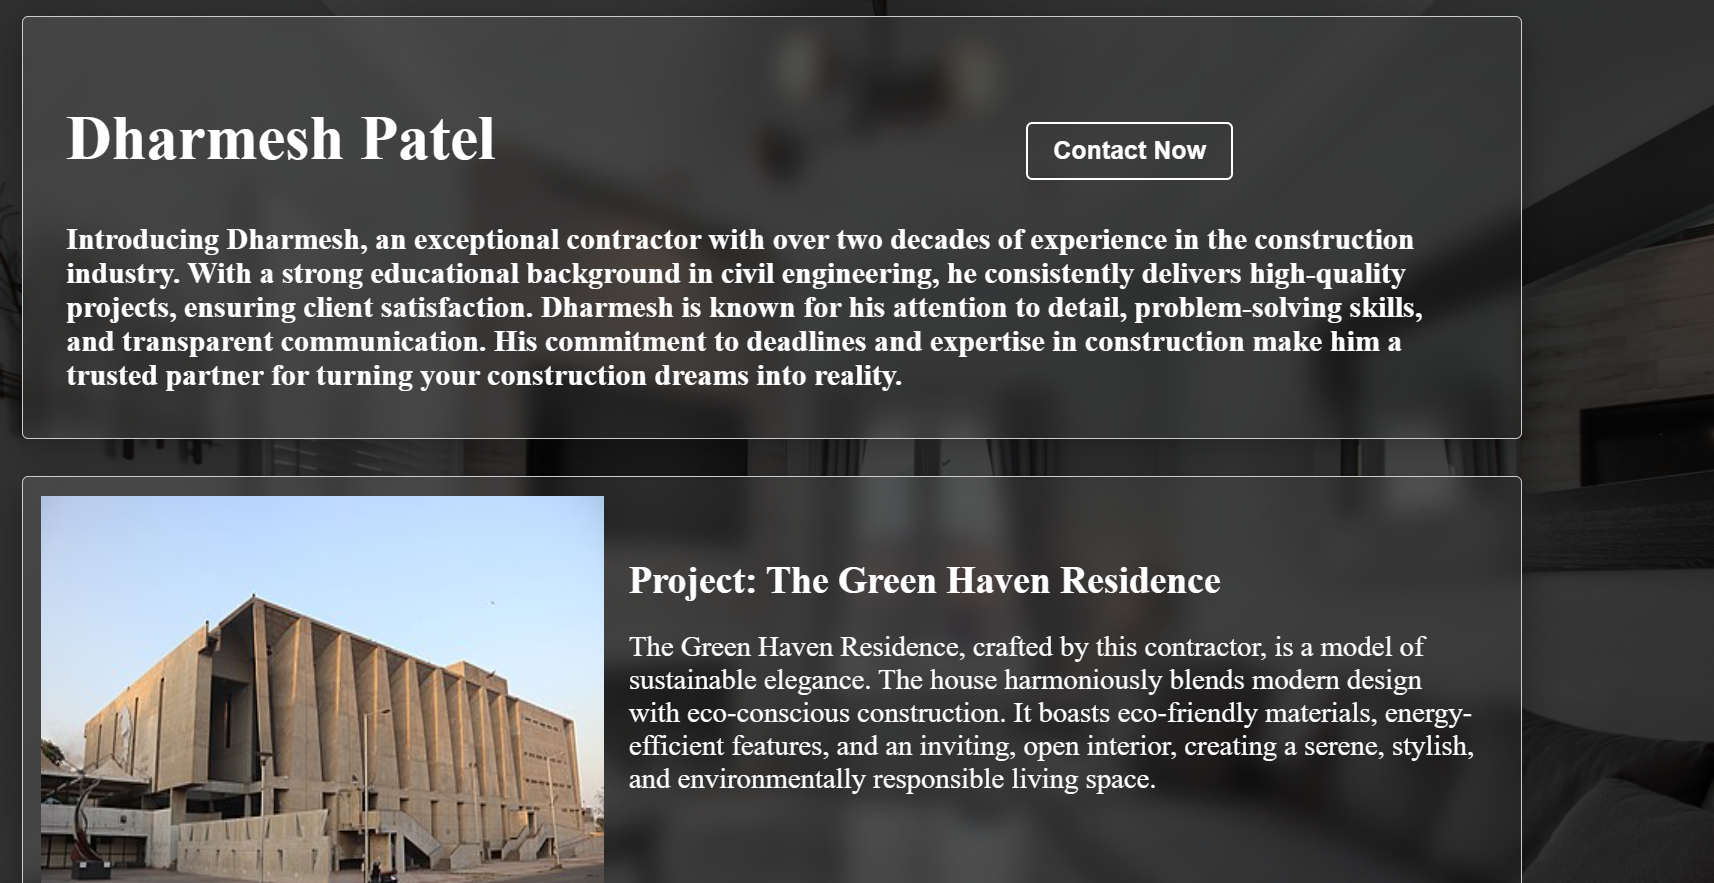 Dharmesh Patel
Contact Now
Introducing Dharmesh, an exceptional contractor with over two decades of experience in the construction
industry. With a strong educational background in civil engineering, he consistently delivers high-quality
projects, ensuring client satisfaction. Dharmesh is known for his attention to detail, problem-solving skills,
and transparent communication. His commitment to deadlines and expertise in construction make him a
trusted partner for turning your construction dreams into reality.
Project: The Green Haven Residence
The Green Haven Residence, crafted by this contractor, is a model of
sustainable elegance. The house harmoniously blends modern design
with eco-conscious construction. It boasts eco-friendly materials, energy-
efficient features, and an inviting, open interior, creating a serene, stylish,
and environmentally responsible living space.